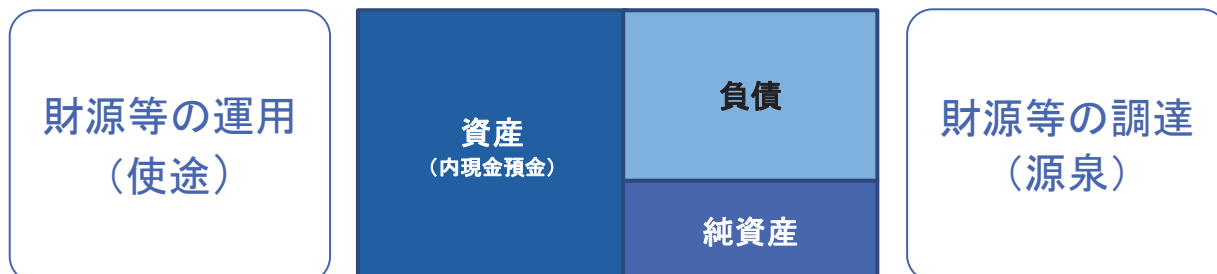 財源等の運用
（使途）
資産
（内現金預金）
負債
純資産
財源等の調達
（源泉）